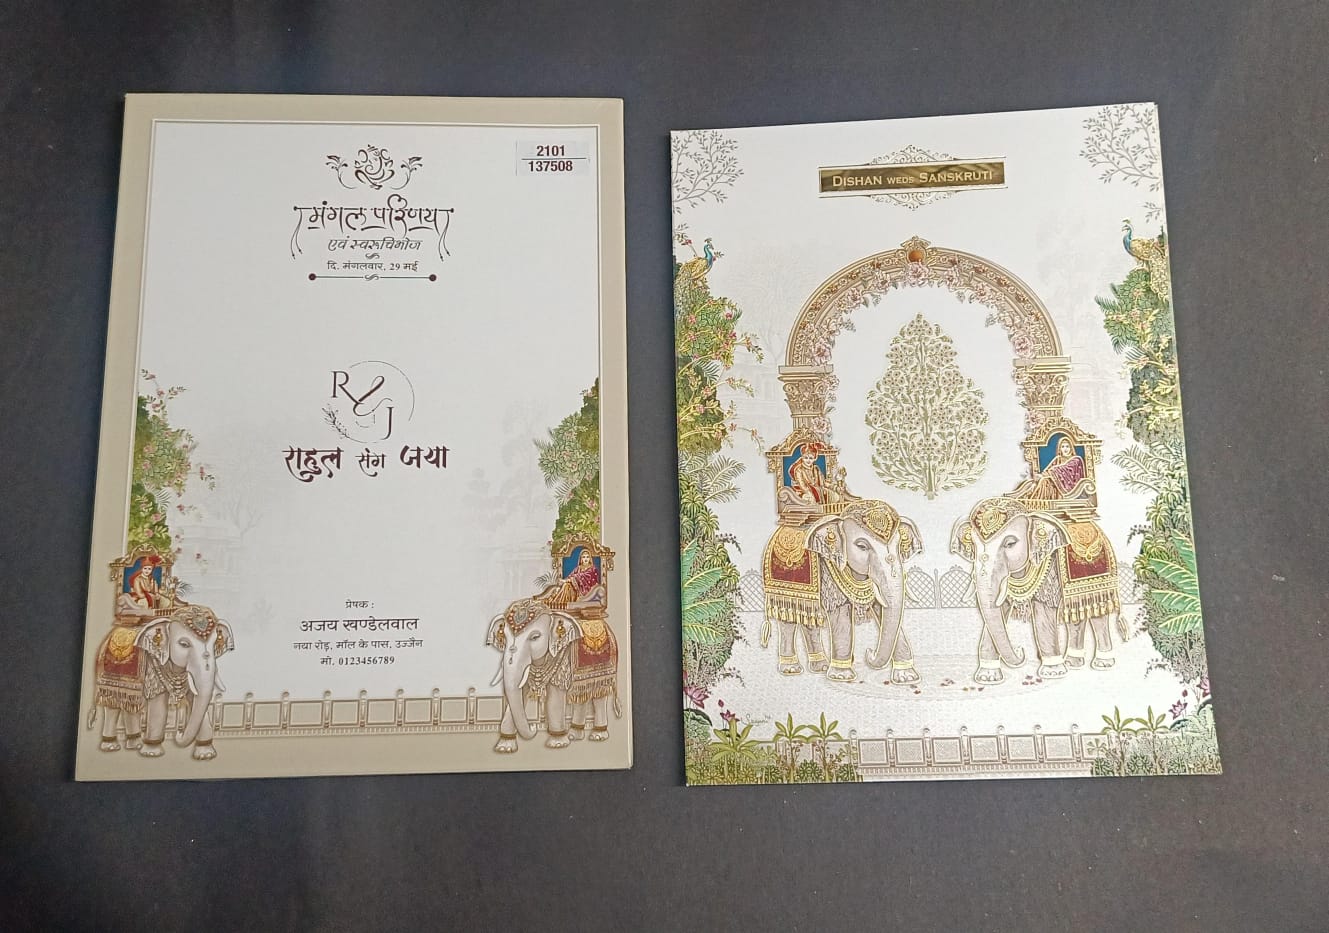 2101
137508
मंगल परिणय
एवं स्वरूचिभोज
दि. मंगलवार, 29 मई
R
J
राहुल संग जया
प्रेषक :
अजय खण्डेलवाल
नया रोड़, मॉल के पास, उज्जैन
मो. 0123456789
DISHAN WEDS SANSKRUTI